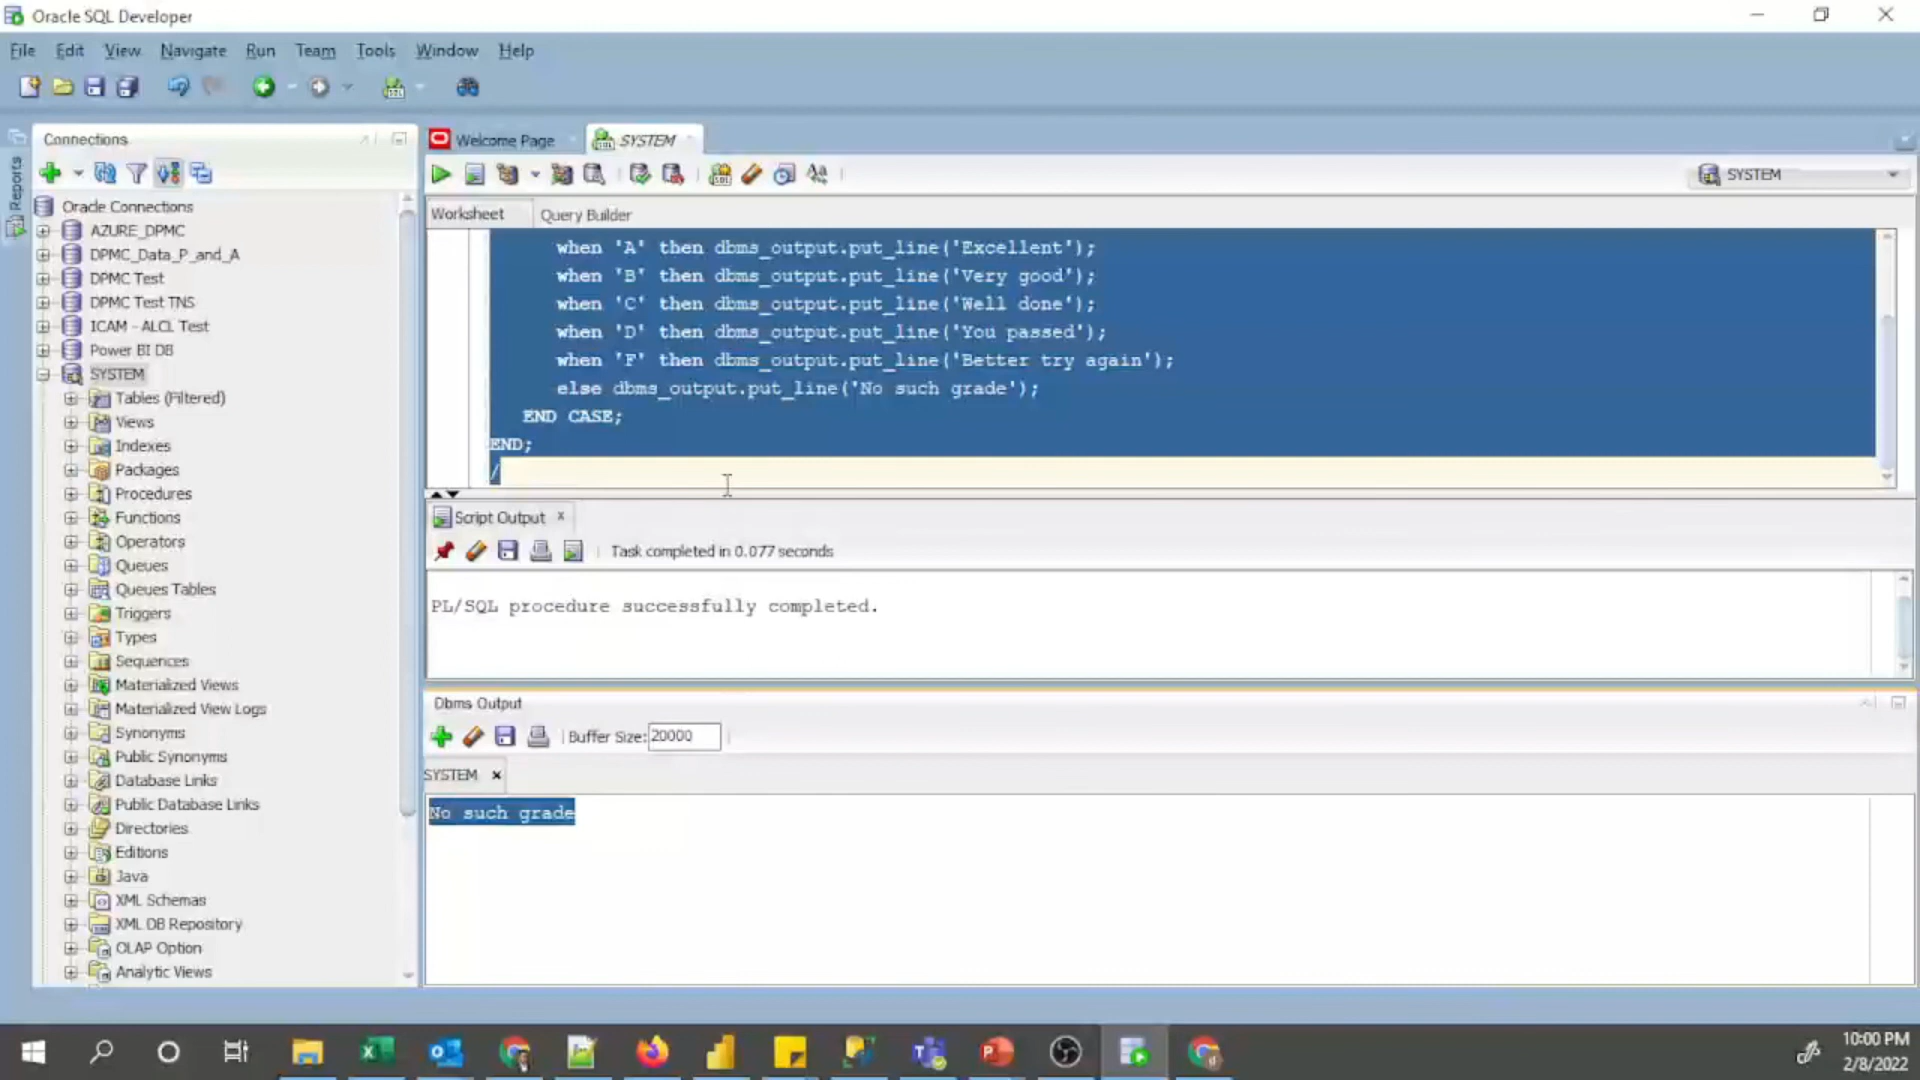 Oracle SQL Developer
File Edit View Navigate Run Team Tools Window Help
Reports
Connections
Oracle Connections
AZURE_DPMC
DPMC_Data_P_and_A
DPMC Test
DPMC Test TNS
ICAM - ALCL Test
Power BI DB
SYSTEM
Tables (Filtered)
Views
Indexes
Packages
Procedures
Functions
Operators
Queues
Queues Tables
Triggers
Types
Sequences
Materialized Views
Materialized View Logs
Synonyms
Public Synonyms
Database Links
Public Database Links
Directories
Editions
Java
XML Schemas
XML DB Repository
OLAP Option
Analytic Views
Welcome Page SYSTEM
SYSTEM
Worksheet Query Builder
when 'A' then dbms_output.put_line('Excellent');
when 'B' then dbms_output.put_line('Very good');
when 'C' then dbms_output.put_line('Well done');
when 'D' then dbms_output.put_line('You passed');
when 'F' then dbms_output.put_line('Better try again');
else dbms_output.put_line('No such grade');
END CASE;
END;
/
Script Output x
Task completed in 0.077 seconds
PL/SQL procedure successfully completed.
Dbms Output
Buffer Size: 20000
SYSTEM x
No such grade
10:00 PM
2/8/2022